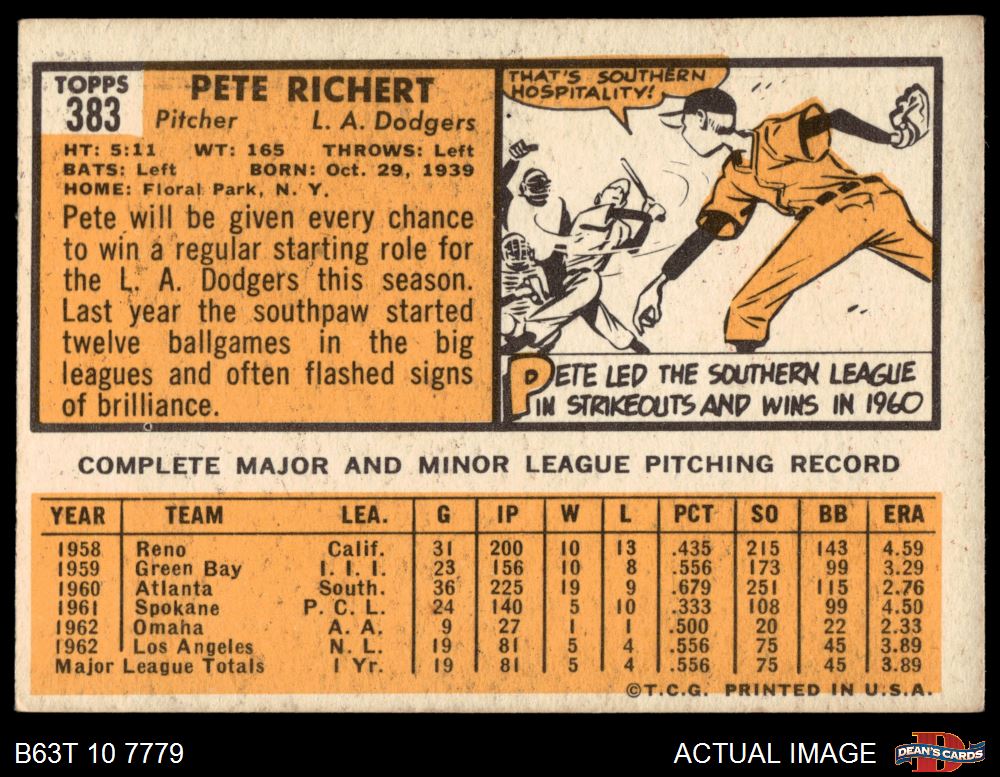 TOPPS
383
PETE RICHERT
Pitcher L. A. Dodgers
HT: 5:11 WT: 165 THROWS: Left
BATS: Left BORN: Oct. 29, 1939
HOME: Floral Park, N. Y.
Pete will be given every chance
to win a regular starting role for
the L. A. Dodgers this season.
Last year the southpaw started
twelve ballgames in the big
leagues and often flashed signs
of brilliance.
THAT'S SOUTHERN
HOSPITALITY!
PETE LED THE SOUTHERN LEAGUE
IN STRIKEOUTS AND WINS IN 1960
COMPLETE MAJOR AND MINOR LEAGUE PITCHING RECORD
YEAR TEAM LEA. G IP W L PCT SO BB ERA
1958 Reno Calif. 31 200 10 13 .435 215 143 4.59
1959 Green Bay I. I. I. 23 156 10 8 .556 173 99 3.29
1960 Atlanta South. 36 225 19 9 .679 251 115 2.76
1961 Spokane P. C. L. 24 140 5 10 .333 108 99 4.50
1962 Omaha A. A. 9 27 1 1 .500 20 22 2.33
1962 Los Angeles N. L. 19 81 5 4 .556 75 45 3.89
Major League Totals 1 Yr. 19 81 5 4 .556 75 45 3.89
©T.C.G. PRINTED IN U.S.A.
B63T 10 7779
ACTUAL IMAGE
D
DEAN'S CARDS